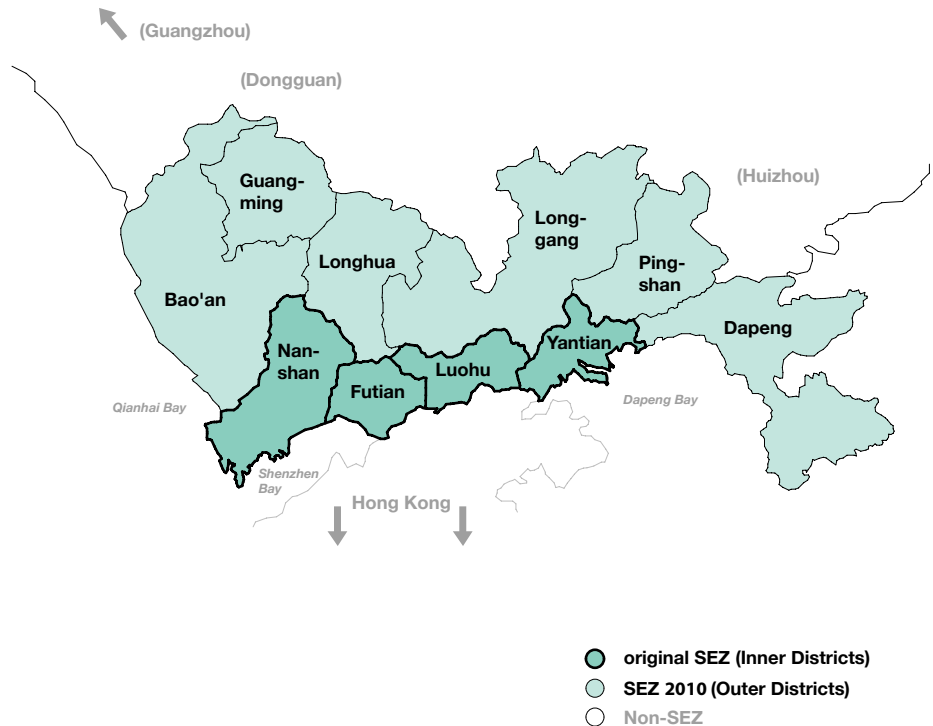 (Guangzhou)
(Dongguan)
Guang-
ming
Long-
gang
(Huizhou)
Longhua
Ping-
shan
Bao'an
Nan-
shan
Yantian
Dapeng
Luohu
Futian
Qianhai Bay
Dapeng Bay
Shenzhen
Bay
Hong Kong
original SEZ (Inner Districts)
SEZ 2010 (Outer Districts)
Non-SEZ